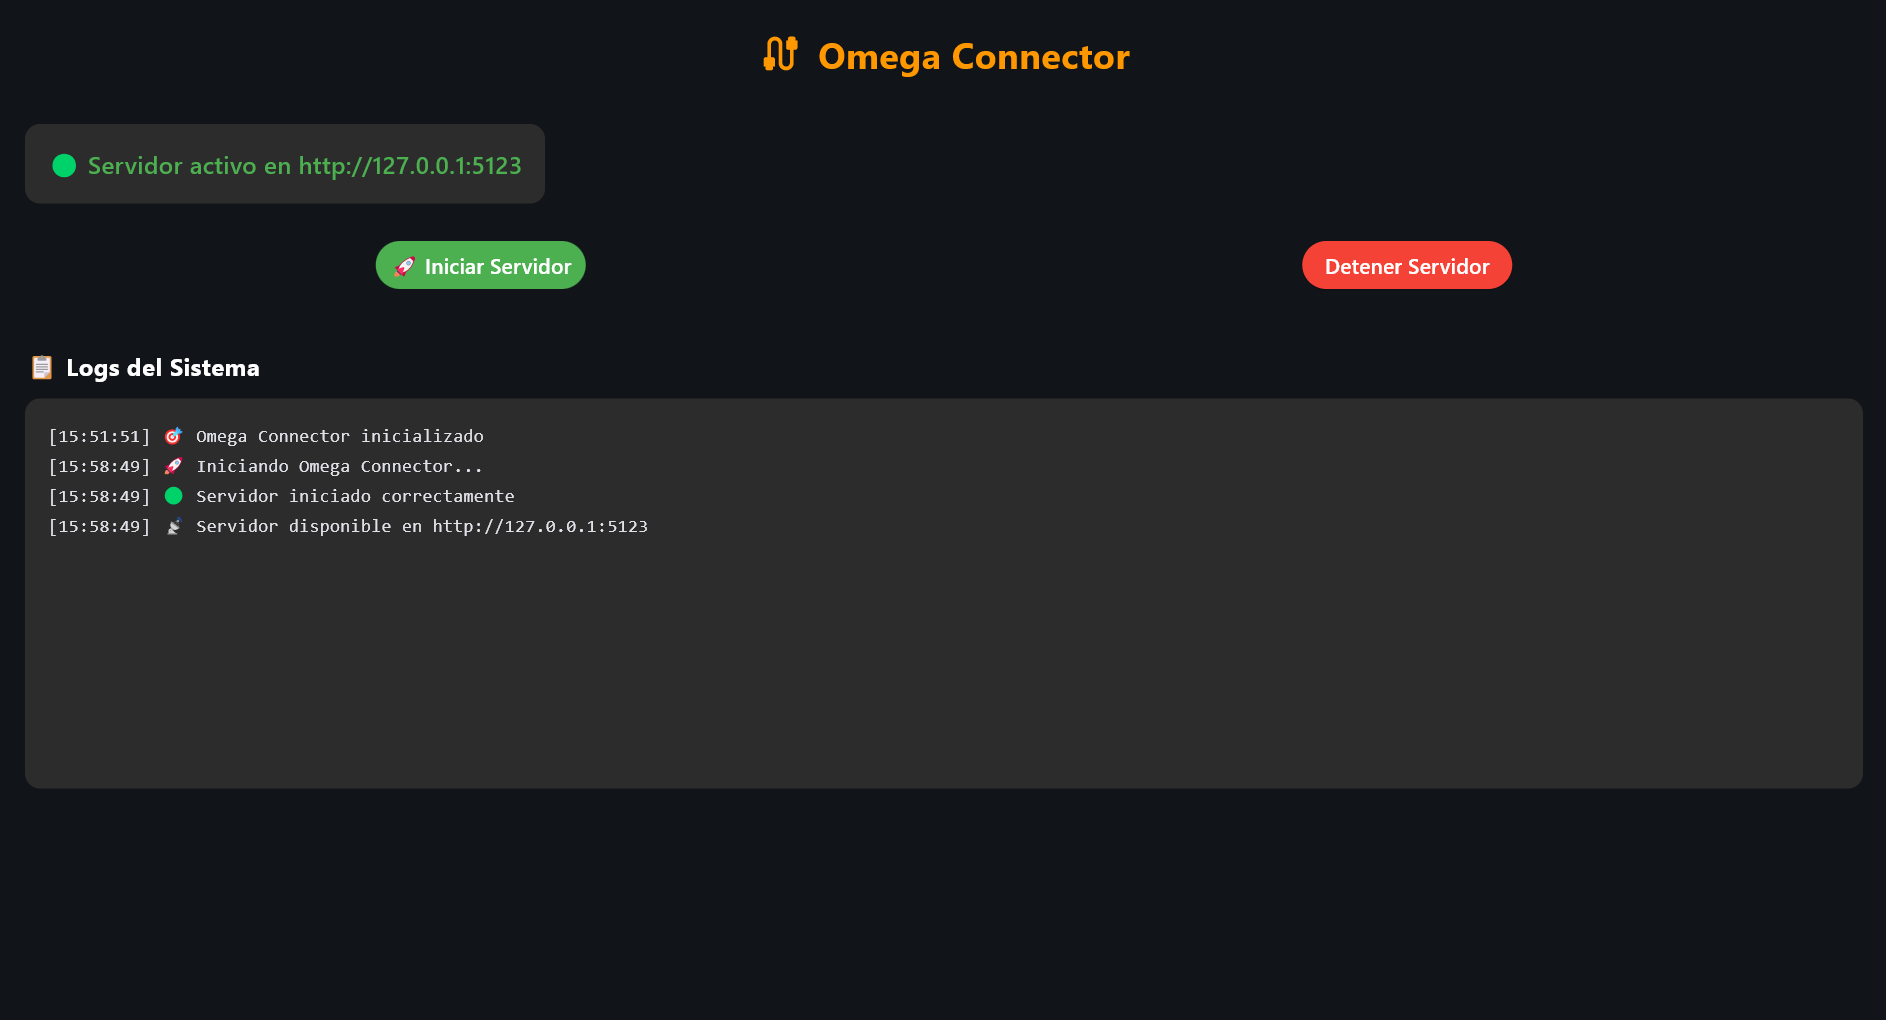 Omega Connector
Servidor activo en http://127.0.0.1:5123
🚀 Iniciar Servidor
Detener Servidor
📋 Logs del Sistema
[15:51:51] 🎯 Omega Connector inicializado
[15:58:49] 🚀 Iniciando Omega Connector...
[15:58:49] 🟢 Servidor iniciado correctamente
[15:58:49] 📡 Servidor disponible en http://127.0.0.1:5123